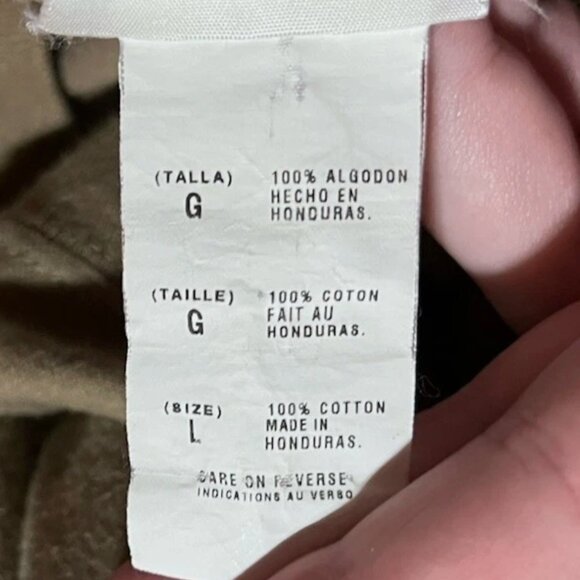 (TALLA) 100% ALGODON
G HECHO EN
HONDURAS.
(TAILLE) 100% COTON
G FAIT AU
HONDURAS.
(SIZE) 100% COTTON
L MADE IN
HONDURAS.
CARE ON REVERSE
INDICATIONS AU VERSO